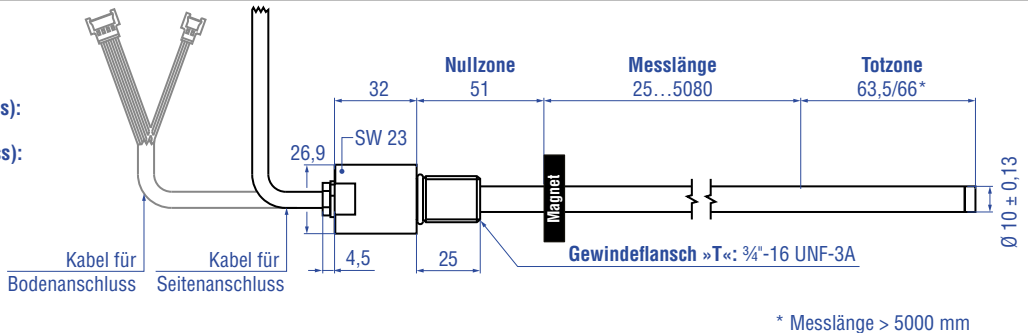 Nullzone
Messlänge
Totzone
32
51
25…5080
63,5/66*
s):
SW 23
ss):
26,9
Magnet
Ø 10 ± 0,13
Kabel für
Bodenanschluss
Kabel für
Seitenanschluss
4,5
25
Gewindeflansch »T«: ¾"-16 UNF-3A
* Messlänge > 5000 mm